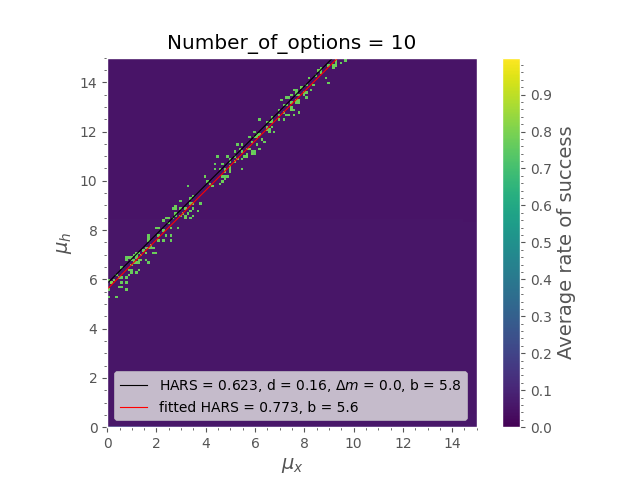 Number_of_options = 10
14
12
10
8
6
4
2
0
μ_h
0 2 4 6 8 10 12 14
μ_x
HARS = 0.623, d = 0.16, Δm = 0.0, b = 5.8
fitted HARS = 0.773, b = 5.6
0.9
0.8
0.7
0.6
0.5
0.4
0.3
0.2
0.1
0.0
Average rate of success